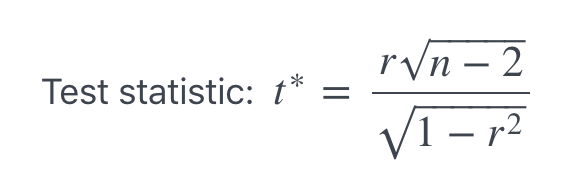 Test statistic: t* = r√n − 2 / √1 − r²